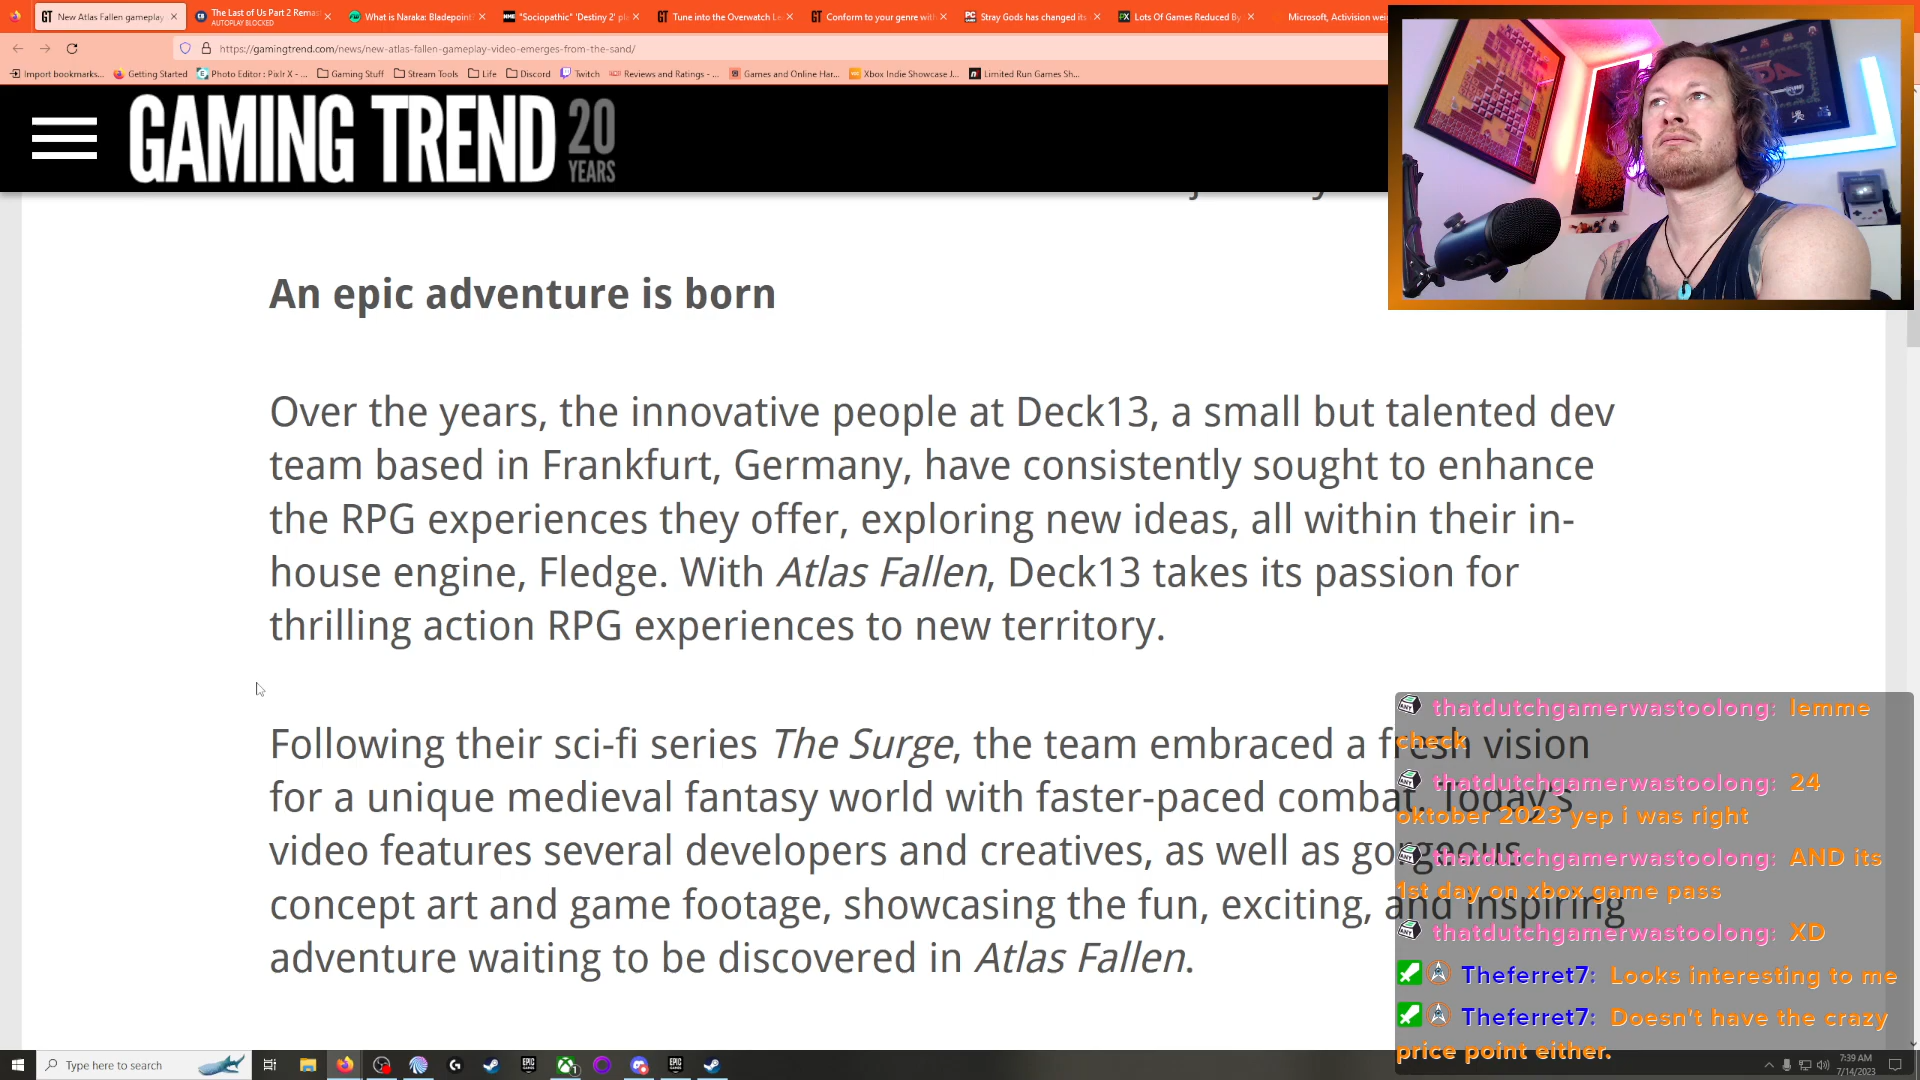 New Atlas Fallen gameplay
The Last of Us Part 2 Remas
AUTOPLAY BLOCKED
What is Naraka: Bladepoint
"Sociopathic" 'Destiny 2' pl
Tune into the Overwatch Le
Conform to your genre with
Stray Gods has changed its
Lots Of Games Reduced By
Microsoft, Activision wei
https://gamingtrend.com/news/new-atlas-fallen-gameplay-video-emerges-from-the-sand/
Import bookmarks... Getting Started Photo Editor : Pixlr X - ... Gaming Stuff Stream Tools Life Discord Twitch Reviews and Ratings - ... Games and Online Har... Xbox Indie Showcase J... Limited Run Games Sh...
GAMING TREND 20
YEARS
An epic adventure is born
Over the years, the innovative people at Deck13, a small but talented dev
team based in Frankfurt, Germany, have consistently sought to enhance
the RPG experiences they offer, exploring new ideas, all within their in-
house engine, Fledge. With Atlas Fallen, Deck13 takes its passion for
thrilling action RPG experiences to new territory.
Following their sci-fi series The Surge, the team embraced a fresh vision
for a unique medieval fantasy world with faster-paced combat. Today's
video features several developers and creatives, as well as gorgeous
concept art and game footage, showcasing the fun, exciting, and inspiring
adventure waiting to be discovered in Atlas Fallen.
thatdutchgamerwastoolong: lemme
check
thatdutchgamerwastoolong: 24
oktober 2023 yep i was right
thatdutchgamerwastoolong: AND its
1st day on xbox game pass
thatdutchgamerwastoolong: XD
Theferret7: Looks interesting to me
Theferret7: Doesn't have the crazy
price point either.
Type here to search
7:39 AM
7/14/2023